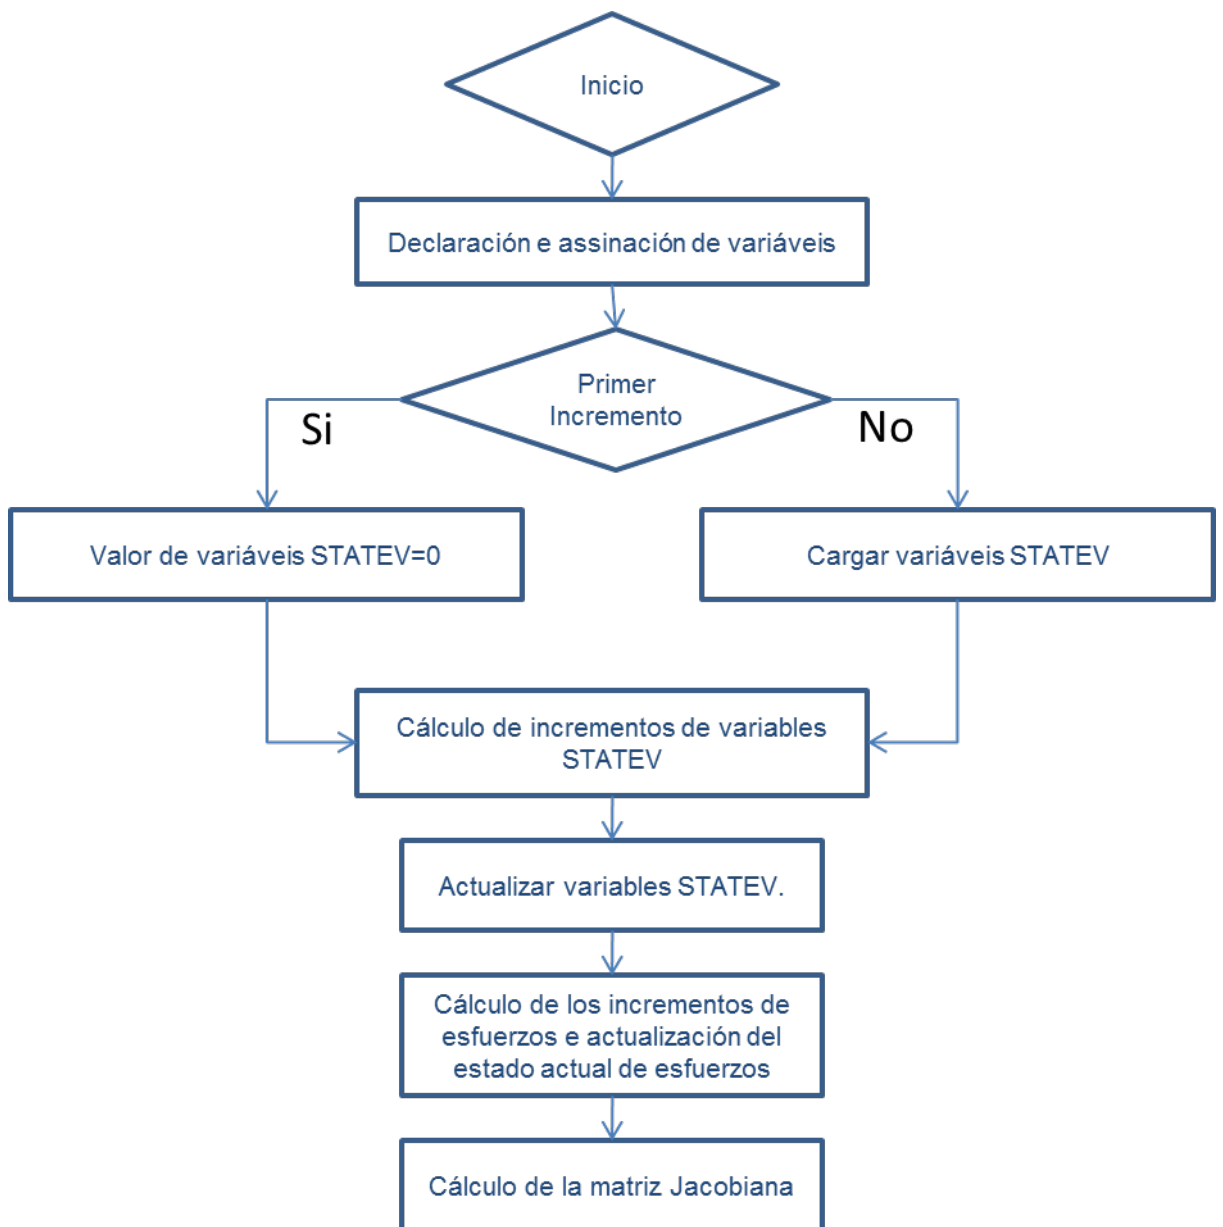 Inicio
Declaración e assinación de variáveis
Primer
Incremento
Si
No
Valor de variáveis STATEV=0
Cargar variáveis STATEV
Cálculo de incrementos de variables
STATEV
Actualizar variables STATEV.
Cálculo de los incrementos de
esfuerzos e actualización del
estado actual de esfuerzos
Cálculo de la matriz Jacobiana